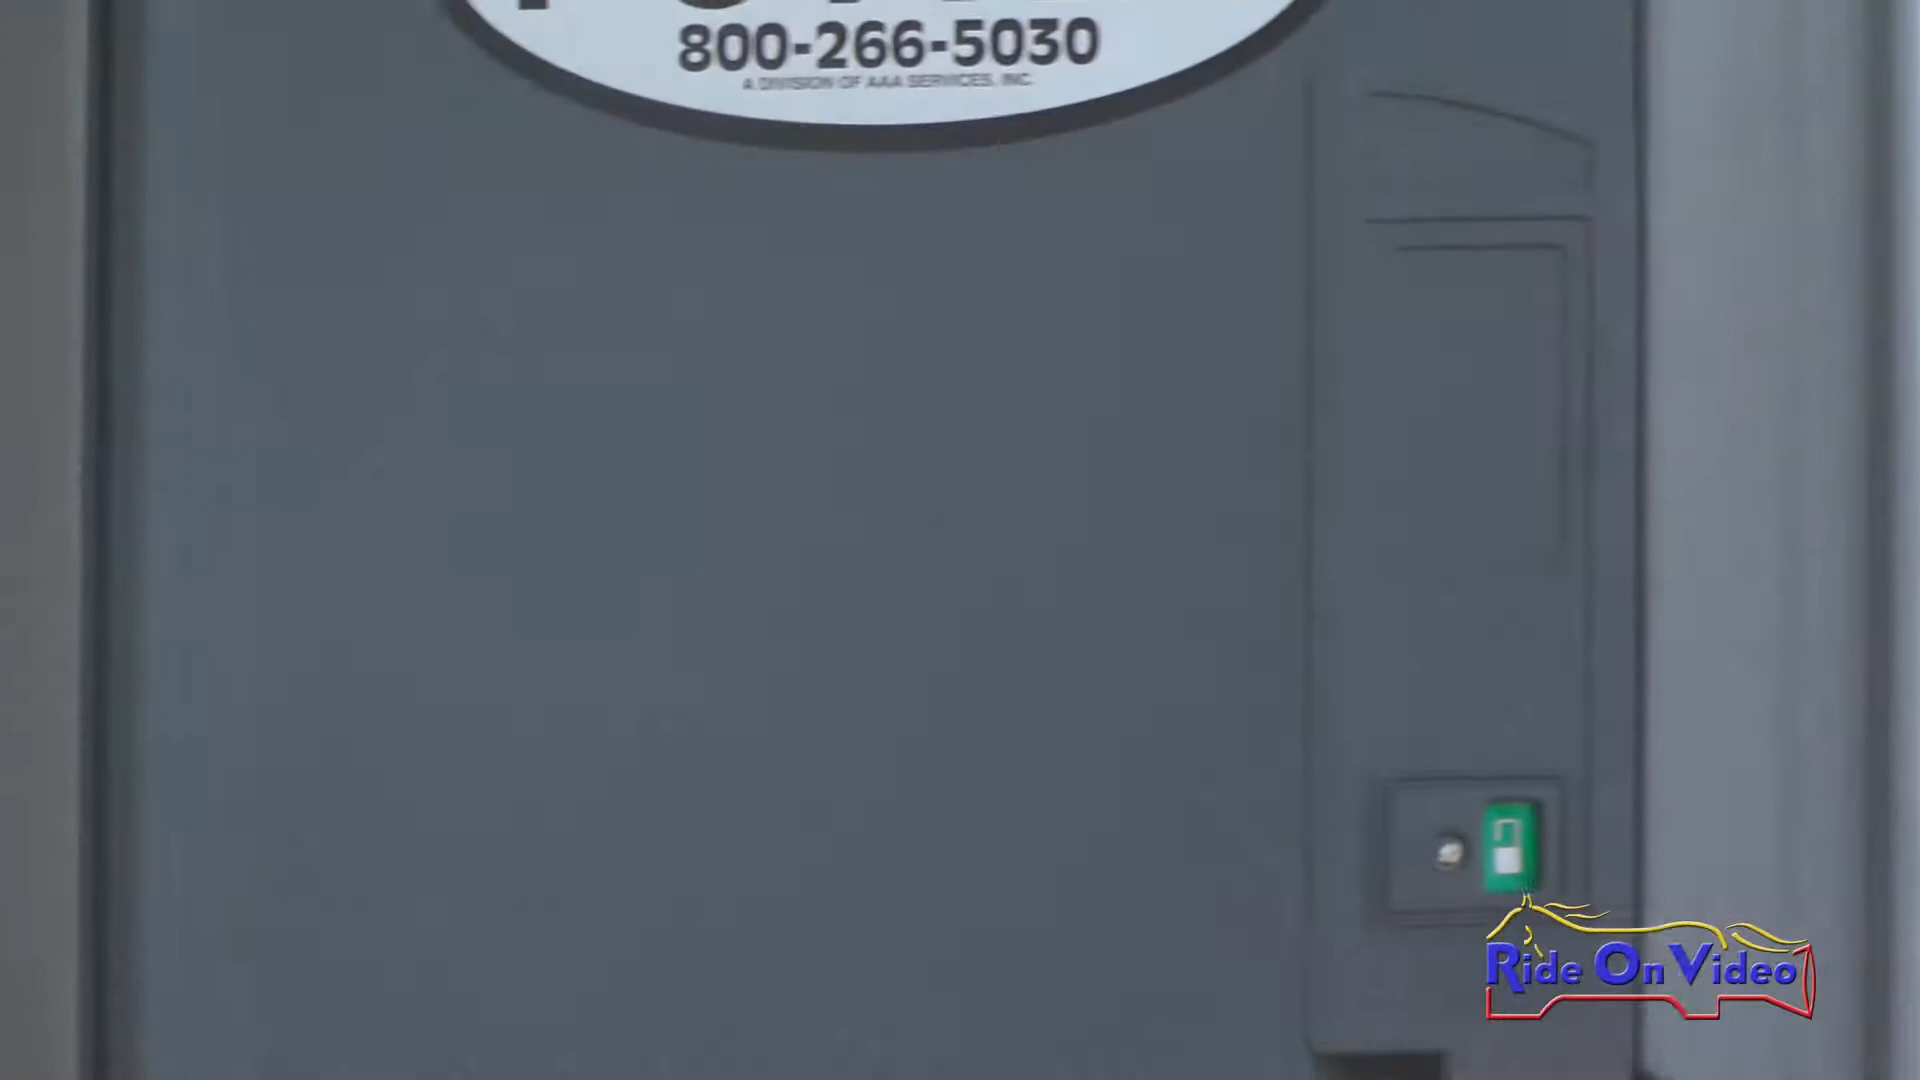 800-266-5030
A DIVISION OF AAA SERVICES, INC
Ride On Video